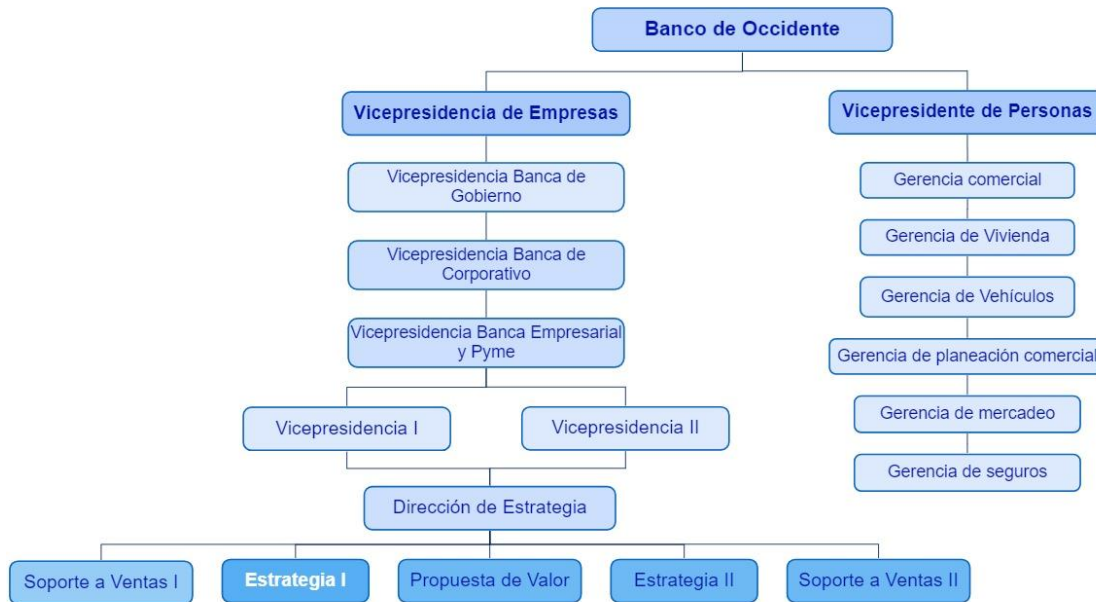 Banco de Occidente
Vicepresidencia de Empresas
Vicepresidente de Personas
Vicepresidencia Banca de
Gobierno
Vicepresidencia Banca de
Corporativo
Vicepresidencia Banca Empresarial
y Pyme
Vicepresidencia I
Vicepresidencia II
Dirección de Estrategia
Soporte a Ventas I
Estrategia I
Propuesta de Valor
Estrategia II
Soporte a Ventas II
Gerencia comercial
Gerencia de Vivienda
Gerencia de Vehículos
Gerencia de planeación comercial
Gerencia de mercadeo
Gerencia de seguros